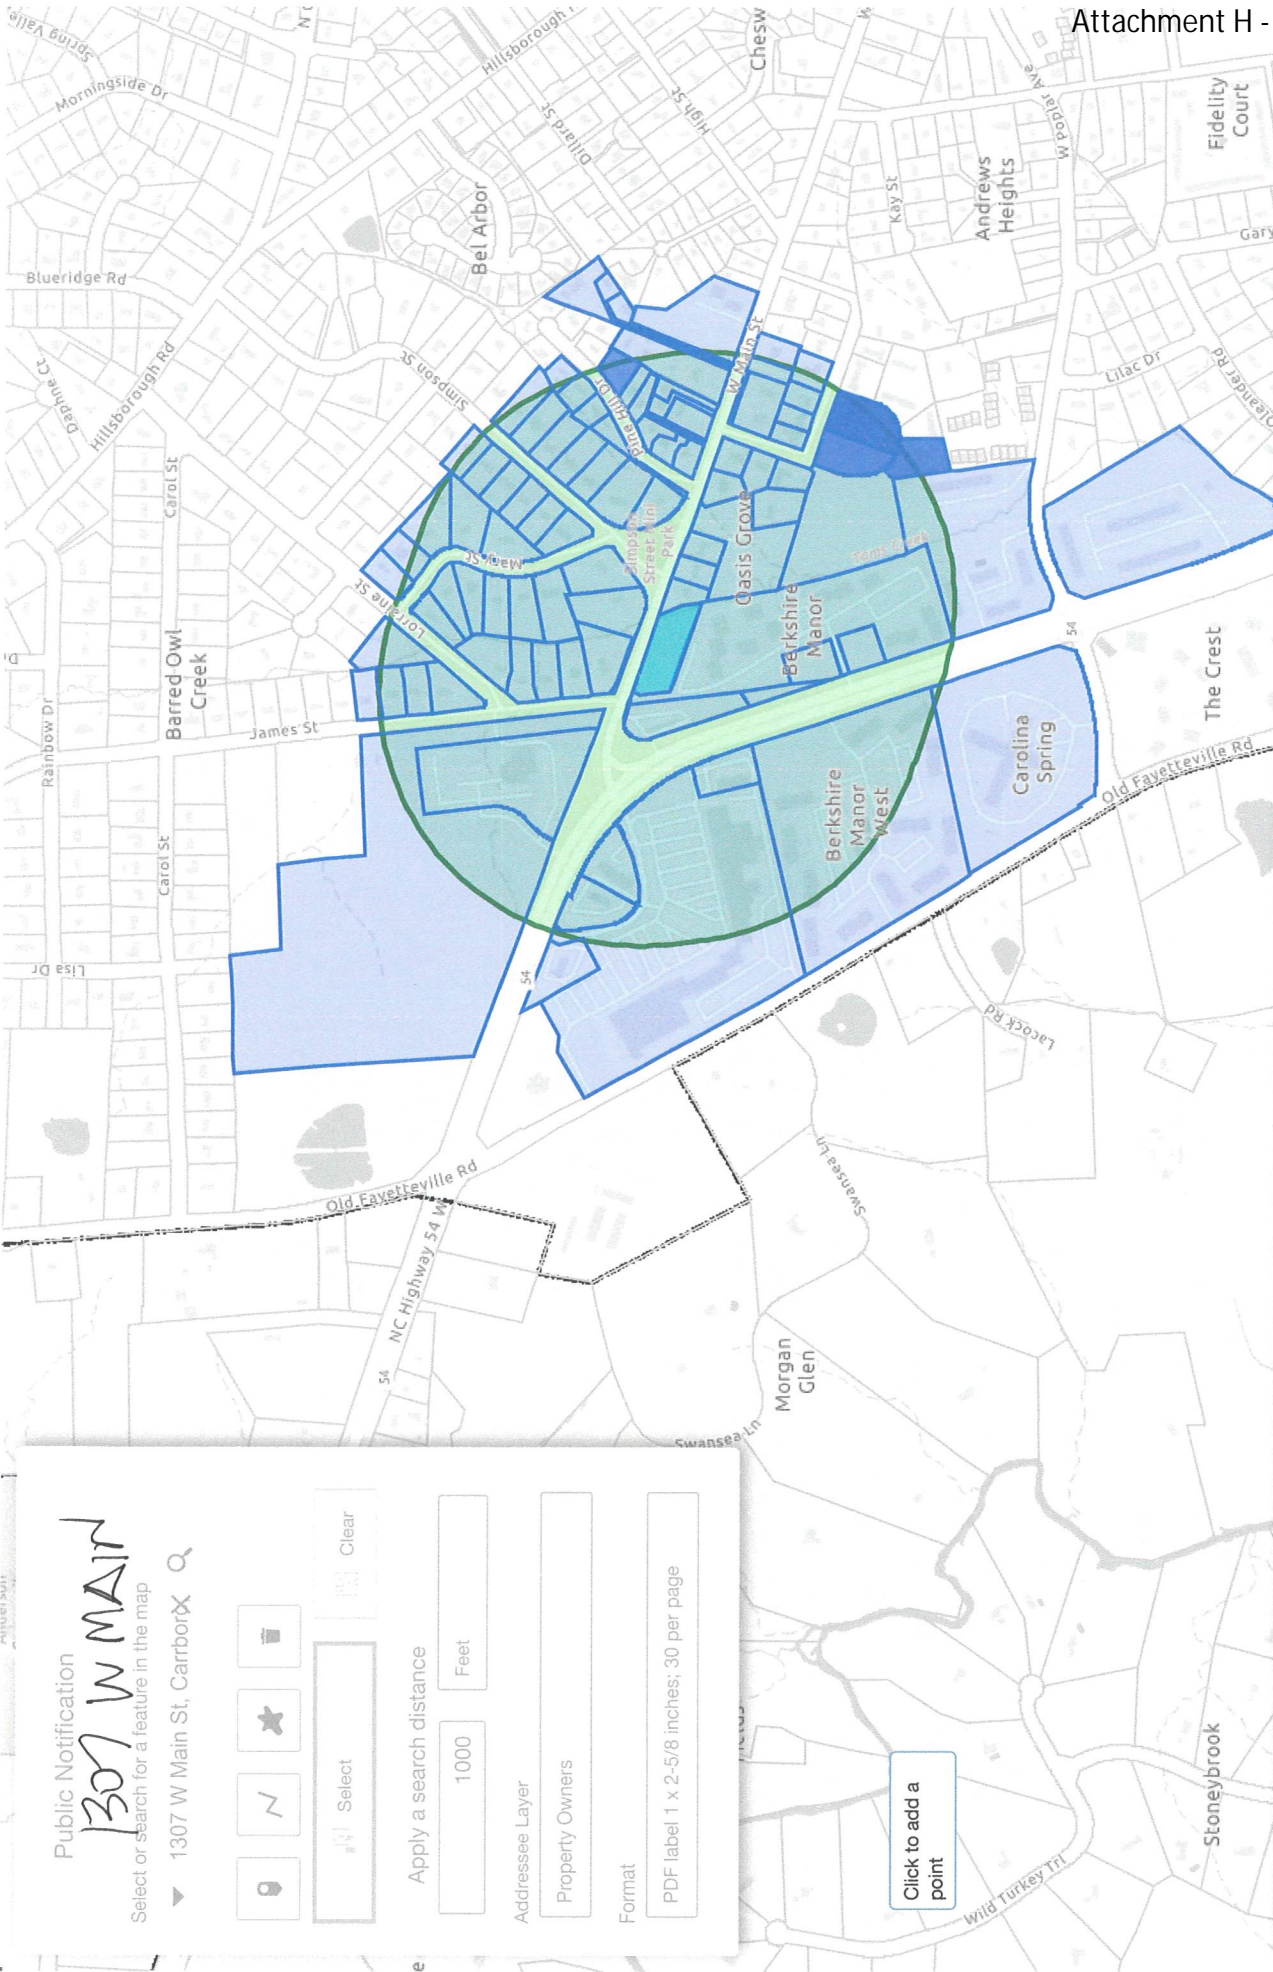 Attachment H -
Public Notification
1307 W MAIN
Select or search for a feature in the map
1307 W Main St, Carrboro
Select
Clear
Apply a search distance
1000
Feet
Addressee Layer
Property Owners
Format
PDF label 1 x 2-5/8 inches; 30 per page
Click to add a
point
Morningside Dr
Blueridge Rd
Daphne Ct
Hillsborough Rd
Carol St
Simpson St
Bel Arbor
Dillard St
High St
Kay St
Andrews
Heights
W Poplar Ave
Fidelity
Court
Gary
Lilac Dr
Oleander Rd
W Main St
Pine Hill Dr
Simpson
Street Mini
Park
Mary St
Lorraine St
Oasis Grove
Toms Creek
Berkshire
Manor
54
The Crest
Carolina
Spring
Old Fayetteville Rd
Berkshire
Manor
West
Barred Owl
Creek
James St
Rainbow Dr
Carol St
Lisa Dr
54
Lacock Rd
Old Fayetteville Rd
NC Highway 54 W
54
Swansea Ln
Morgan
Glen
Swansea Ln
Wild Turkey Trl
Stoneybrook